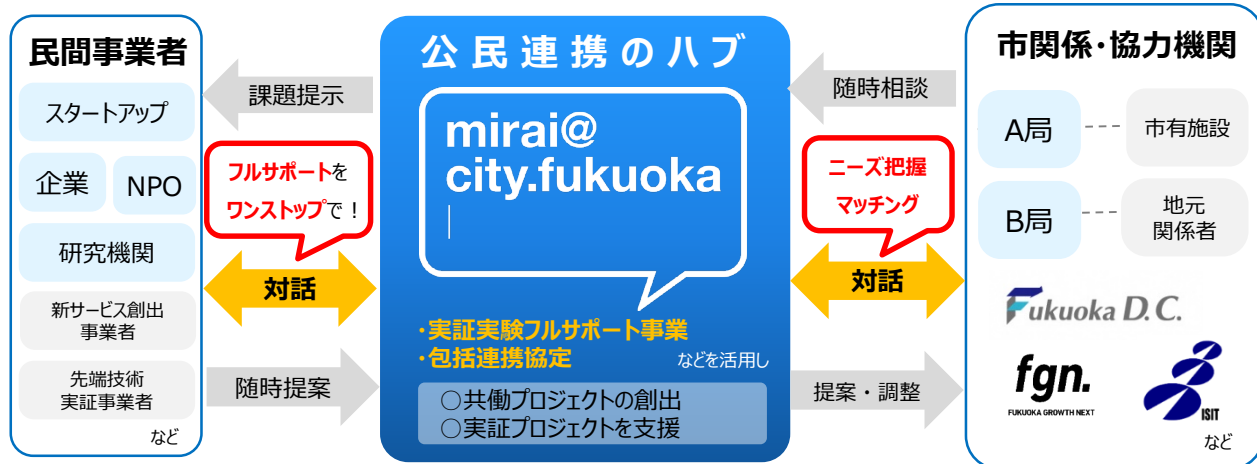 民間事業者
スタートアップ
企業
NPO
研究機関
新サービス創出
事業者
先端技術
実証事業者
など
課題提示
フルサポートを
ワンストップで！
対話
随時提案
公民連携のハブ
mirai@
city.fukuoka
・実証実験フルサポート事業
・包括連携協定
などを活用し
○共働プロジェクトの創出
○実証プロジェクトを支援
随時相談
ニーズ把握
マッチング
対話
提案・調整
市関係・協力機関
A局
市有施設
B局
地元
関係者
Fukuoka D.C.
fgn.
FUKUOKA GROWTH NEXT
ISIT
など